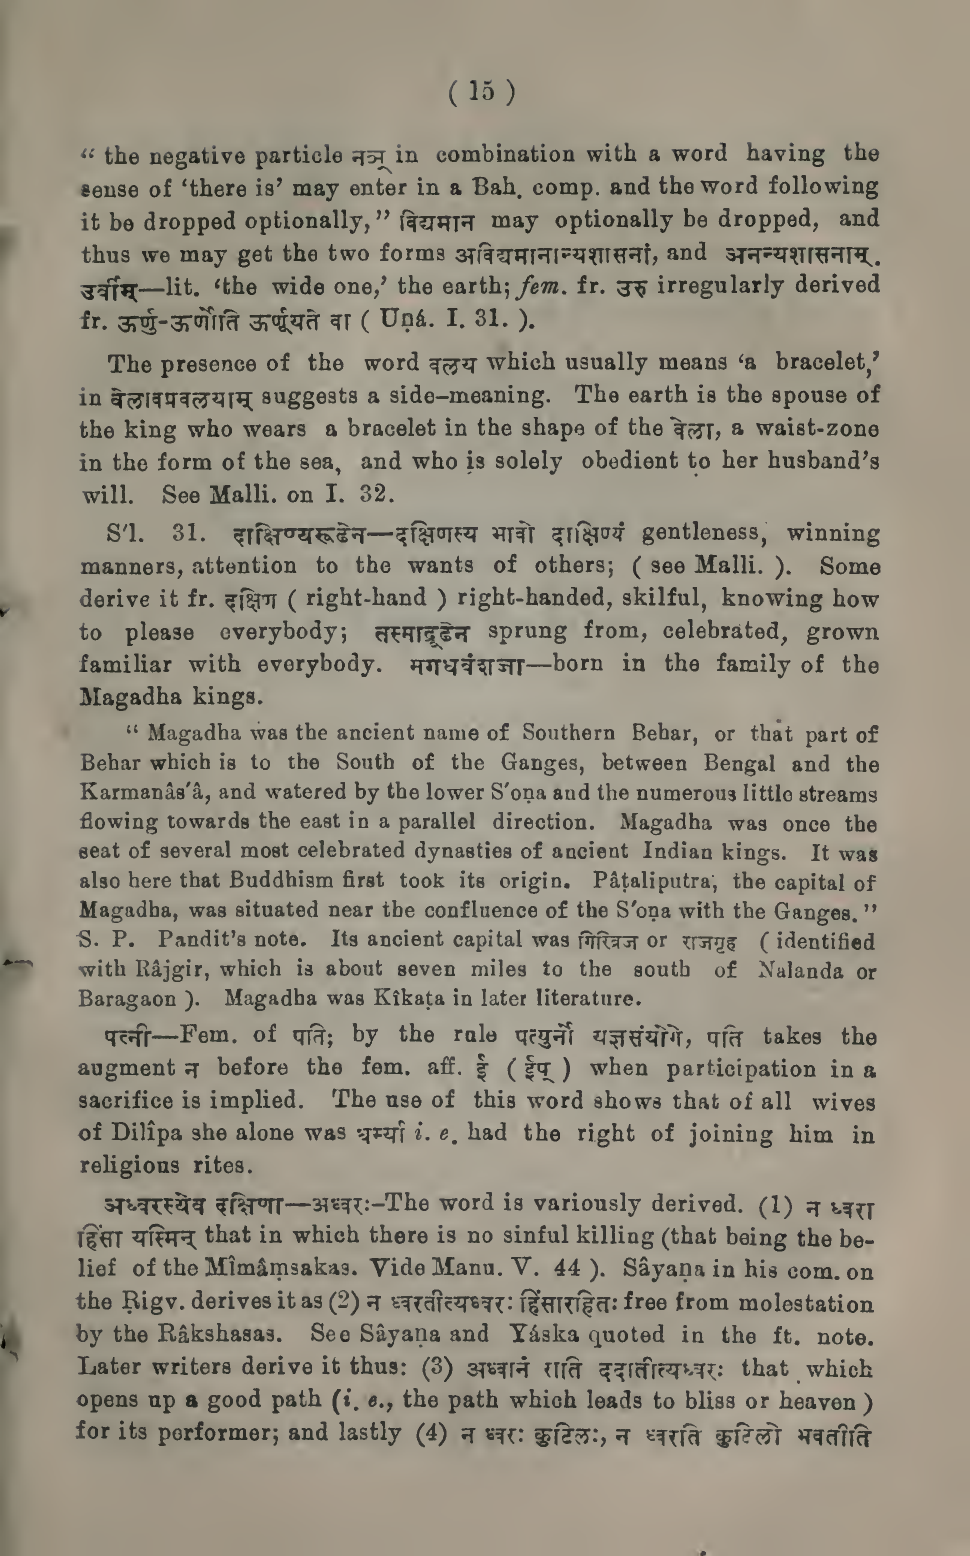 ( 15 )
“ the negative particle नञ् in combination with a word having the
sense of ‘there is’ may enter in a Bah. comp. and the word following
it be dropped optionally,” विद्यमान may optionally be dropped, and
thus we may get the two forms अविद्यमानान्यशासनां, and अनन्यशासनाम्.
उर्वीम्—lit. ‘the wide one,’ the earth; fem. fr. उरु irregularly derived
fr. ऊर्णु-ऊर्णोति ऊर्णूयते वा ( Uṇá. I. 31. ).
The presence of the word वलय which usually means ‘a bracelet,’
in वेलावप्रवलयाम् suggests a side-meaning. The earth is the spouse of
the king who wears a bracelet in the shape of the वेला, a waist-zone
in the form of the sea, and who is solely obedient to her husband’s
will. See Malli. on I. 32.
S'l. 31. दाक्षिण्यरूढेन—दक्षिणस्य भावो दाक्षिण्यं gentleness, winning
manners, attention to the wants of others; ( see Malli. ). Some
derive it fr. दक्षिण ( right-hand ) right-handed, skilful, knowing how
to please everybody; तस्माद्रूढेन sprung from, celebrated, grown
familiar with everybody. मगधवंशजा—born in the family of the
Magadha kings.
“ Magadha was the ancient name of Southern Behar, or that part of
Behar which is to the South of the Ganges, between Bengal and the
Karmanâs'â, and watered by the lower S'oṇa and the numerous little streams
flowing towards the east in a parallel direction. Magadha was once the
seat of several most celebrated dynasties of ancient Indian kings. It was
also here that Buddhism first took its origin. Pâṭaliputra, the capital of
Magadha, was situated near the confluence of the S'oṇa with the Ganges.”
S. P. Pandit’s note. Its ancient capital was गिरिव्रज or राजगृह ( identified
with Râjgir, which is about seven miles to the south of Nalanda or
Baragaon ). Magadha was Kîkaṭa in later literature.
पत्नी—Fem. of पति; by the rule पत्युर्नो यज्ञसंयोगे, पति takes the
augment न before the fem. aff. ई ( ईप् ) when participation in a
sacrifice is implied. The use of this word shows that of all wives
of Dilîpa she alone was धर्म्या i. e. had the right of joining him in
religious rites.
अध्वरस्येव दक्षिणा—अध्वरः-The word is variously derived. (1) न ध्वरा
हिंसा यस्मिन् that in which there is no sinful killing (that being the be-
lief of the Mîmâṃsakas. Vide Manu. V. 44 ). Sâyaṇa in his com. on
the Ṛigv. derives it as (2) न ध्वरतीत्यध्वरः हिंसारहितः free from molestation
by the Râkshasas. See Sâyaṇa and Yáska quoted in the ft. note.
Later writers derive it thus: (3) अध्वानं राति ददातीत्यध्वरः that which
opens up a good path (i. e., the path which leads to bliss or heaven )
for its performer; and lastly (4) न ध्वरः कुटिलः, न ध्वरति कुटिलो भवतीति